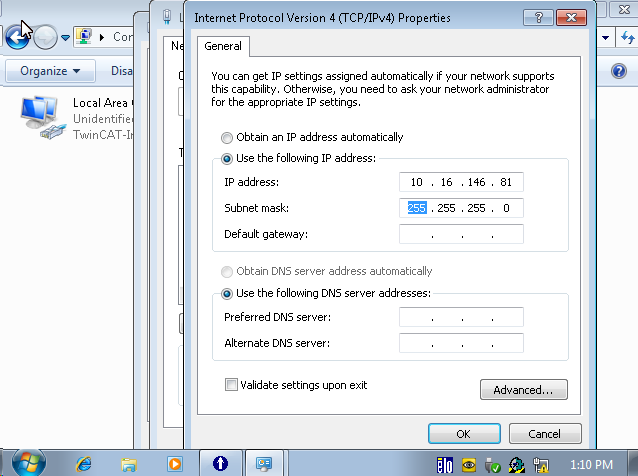 Internet Protocol Version 4 (TCP/IPv4) Properties
General
You can get IP settings assigned automatically if your network supports
this capability. Otherwise, you need to ask your network administrator
for the appropriate IP settings.
Obtain an IP address automatically
Use the following IP address:
IP address: 10 . 16 . 146 . 81
Subnet mask: 255 . 255 . 255 . 0
Default gateway: . . .
Obtain DNS server address automatically
Use the following DNS server addresses:
Preferred DNS server: . . .
Alternate DNS server: . . .
Validate settings upon exit
Advanced...
OK Cancel
Organize
Disa
Local Area
Unidentifie
TwinCAT-In
Con
Ne
1:10 PM